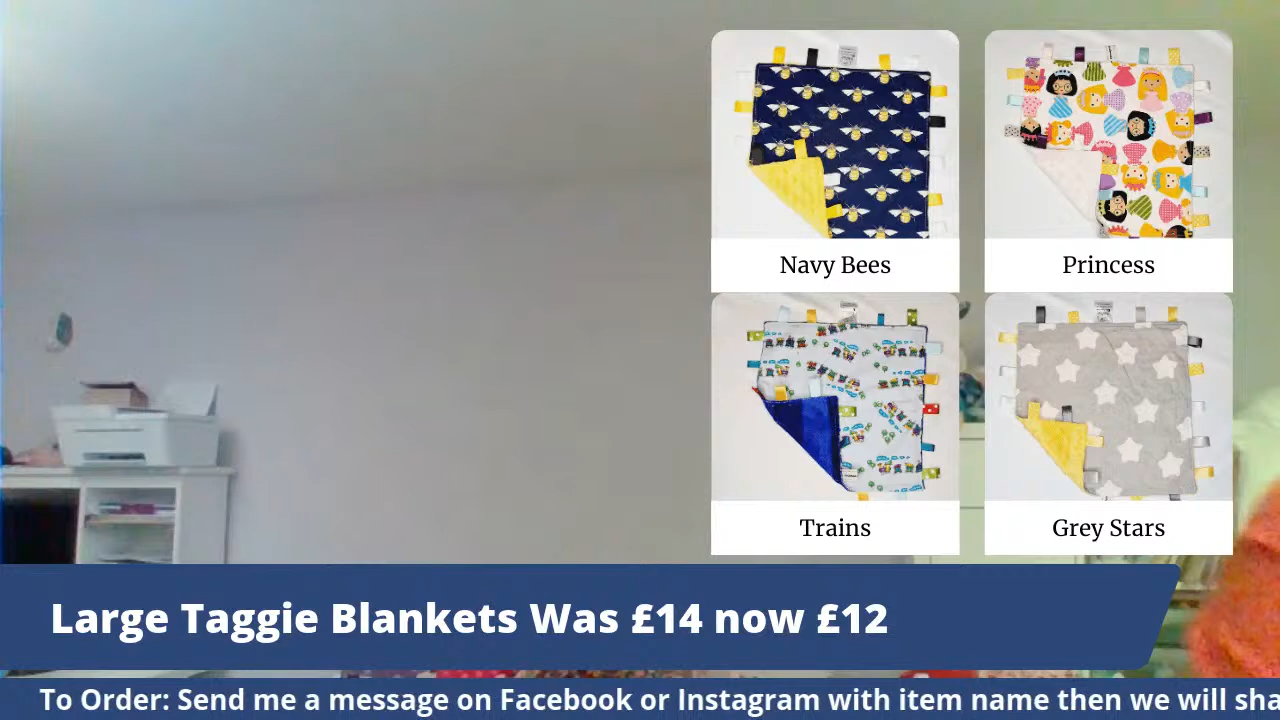 Navy Bees
Princess
Trains
Grey Stars
Large Taggie Blankets Was £14 now £12
To Order: Send me a message on Facebook or Instagram with item name then we will sha